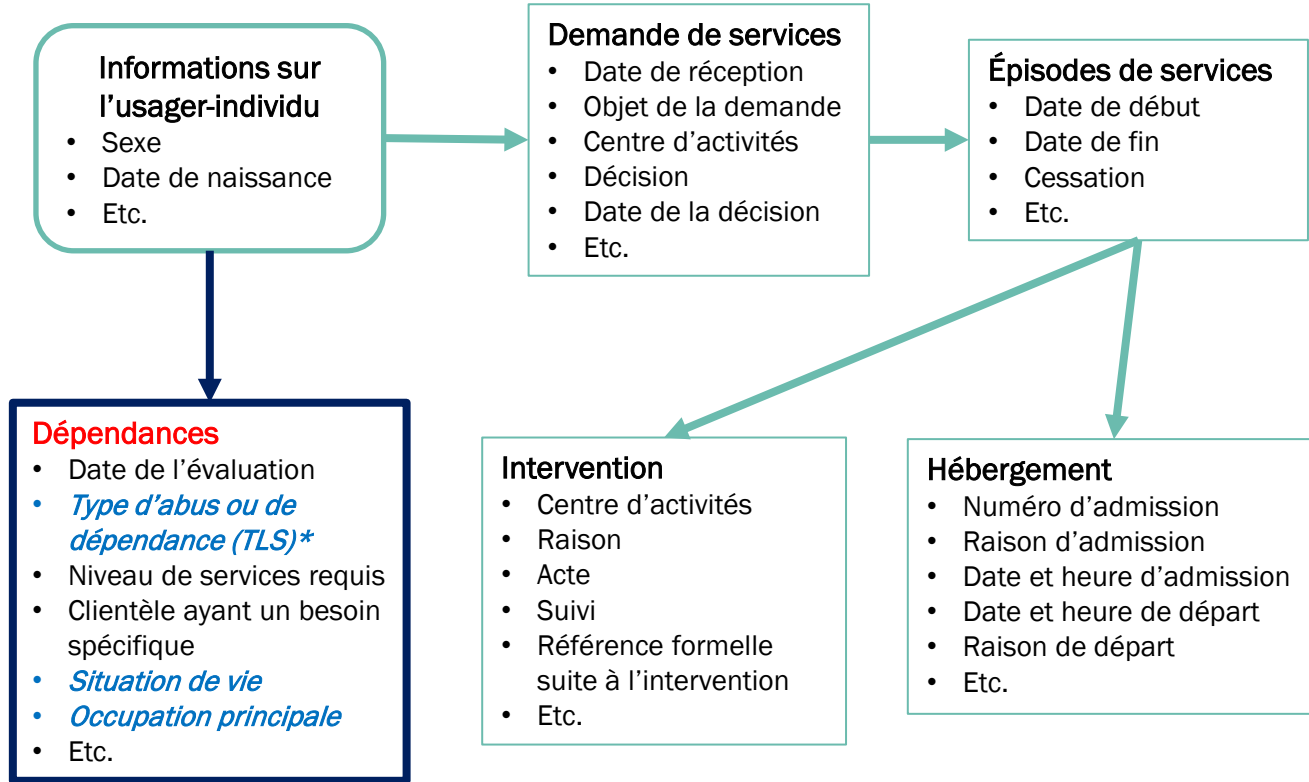 Informations sur
l'usager-individu
• Sexe
• Date de naissance
• Etc.
Demande de services
• Date de réception
• Objet de la demande
• Centre d'activités
• Décision
• Date de la décision
• Etc.
Épisodes de services
• Date de début
• Date de fin
• Cessation
• Etc.
Dépendances
• Date de l'évaluation
• Type d'abus ou de
dépendance (TLS)*
• Niveau de services requis
• Clientèle ayant un besoin
spécifique
• Situation de vie
• Occupation principale
• Etc.
Intervention
• Centre d'activités
• Raison
• Acte
• Suivi
• Référence formelle
suite à l'intervention
• Etc.
Hébergement
• Numéro d'admission
• Raison d'admission
• Date et heure d'admission
• Date et heure de départ
• Raison de départ
• Etc.